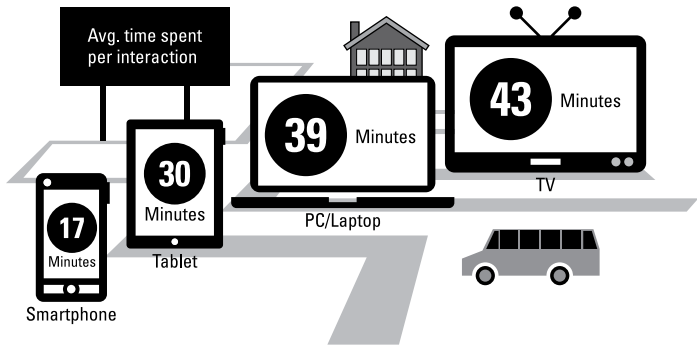 Avg. time spent
per interaction
17
Minutes
Smartphone
30
Minutes
Tablet
39 Minutes
PC/Laptop
43 Minutes
TV